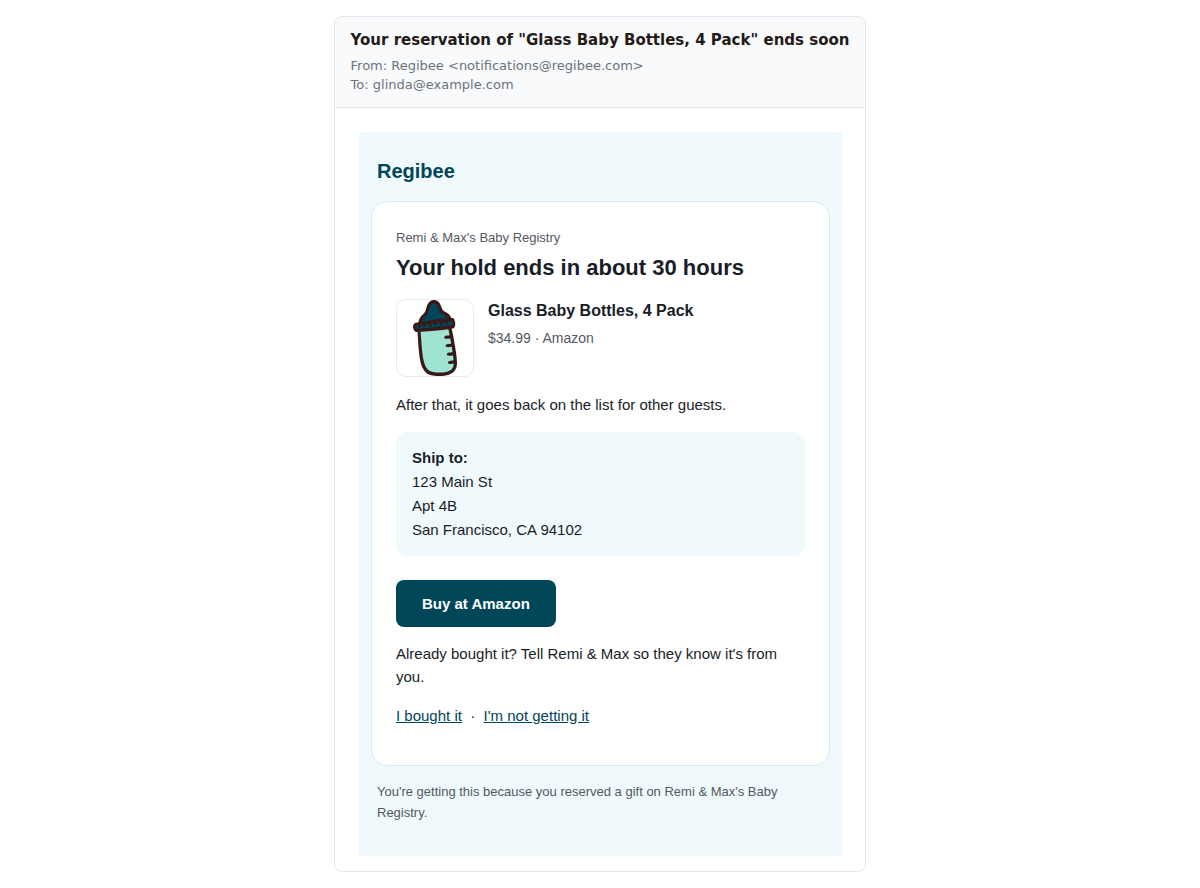 Your reservation of "Glass Baby Bottles, 4 Pack" ends soon
From: Regibee <notifications@regibee.com>
To: glinda@example.com
Regibee
Remi & Max's Baby Registry
Your hold ends in about 30 hours
Glass Baby Bottles, 4 Pack
$34.99 · Amazon
After that, it goes back on the list for other guests.
Ship to:
123 Main St
Apt 4B
San Francisco, CA 94102
Buy at Amazon
Already bought it? Tell Remi & Max so they know it's from
you.
I bought it · I'm not getting it
You're getting this because you reserved a gift on Remi & Max's Baby
Registry.